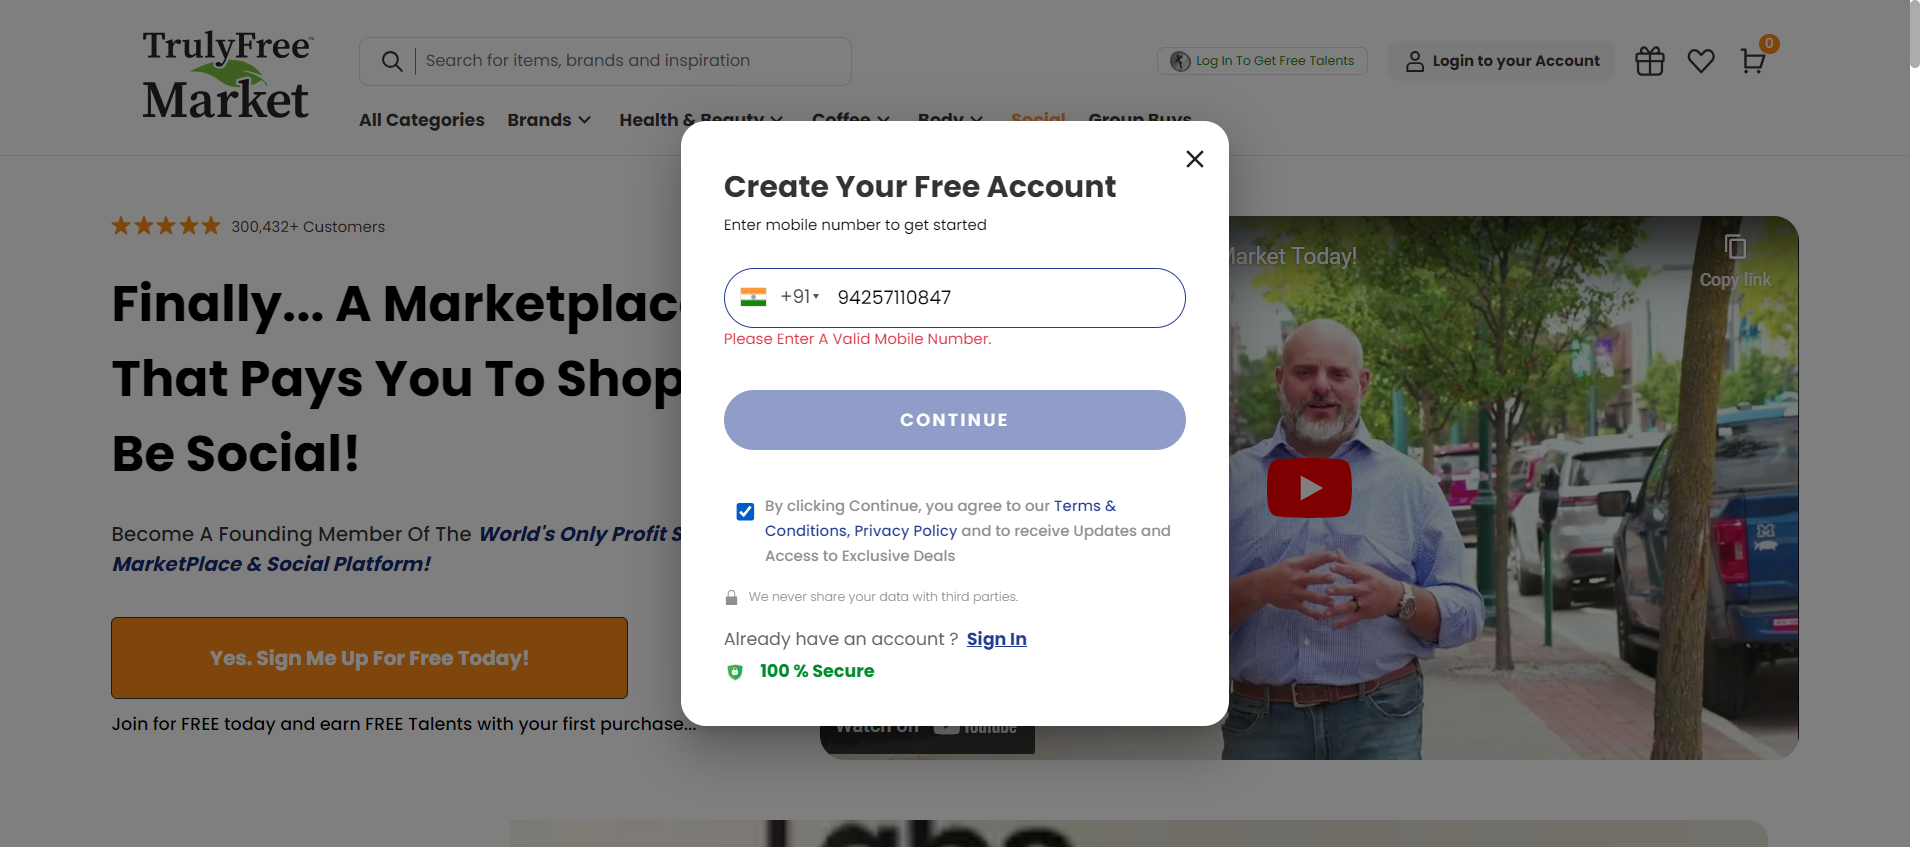 TrulyFree™
Market
Search for items, brands and inspiration
Log In To Get Free Talents
Login to your Account
0
All Categories Brands Health & Beauty Coffee Body Social Group Buys
Create Your Free Account
Enter mobile number to get started
+91 94257110847
Please Enter A Valid Mobile Number.
CONTINUE
By clicking Continue, you agree to our Terms &
Conditions, Privacy Policy and to receive Updates and
Access to Exclusive Deals
We never share your data with third parties.
Already have an account ? Sign In
100 % Secure
300,432+ Customers
Finally... A Marketplac
That Pays You To Shop
Be Social!
Become A Founding Member Of The World's Only Profit S
MarketPlace & Social Platform!
Yes. Sign Me Up For Free Today!
Join for FREE today and earn FREE Talents with your first purchase...
Market Today!
Copy link
Watch on YouTube
Labs